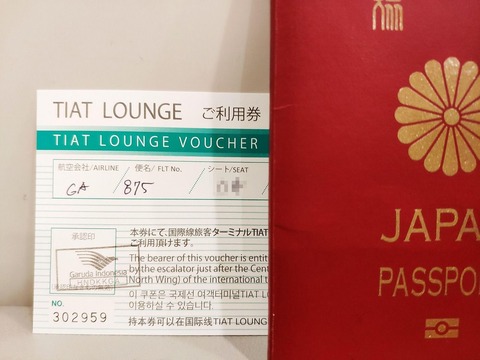 TIAT LOUNGE ご利用券
TIAT LOUNGE VOUCHER
航空会社/AIRLINE 便名/FLT No. シート/SEAT
GA 875
承認印
本券にて、国際線旅客ターミナルTIAT
ご利用頂けます。
The bearer of this voucher is entit
by the escalator just after the Cent
North Wing) of the international t
이 쿠폰은 국제선 여객터미널TIAT L
이용하실 수 있습니다.
持本券可以在国际线TIAT LOUNG
Garuda Indonesia
HNDKKGA
NO.
302959
JAPA
PASSPO